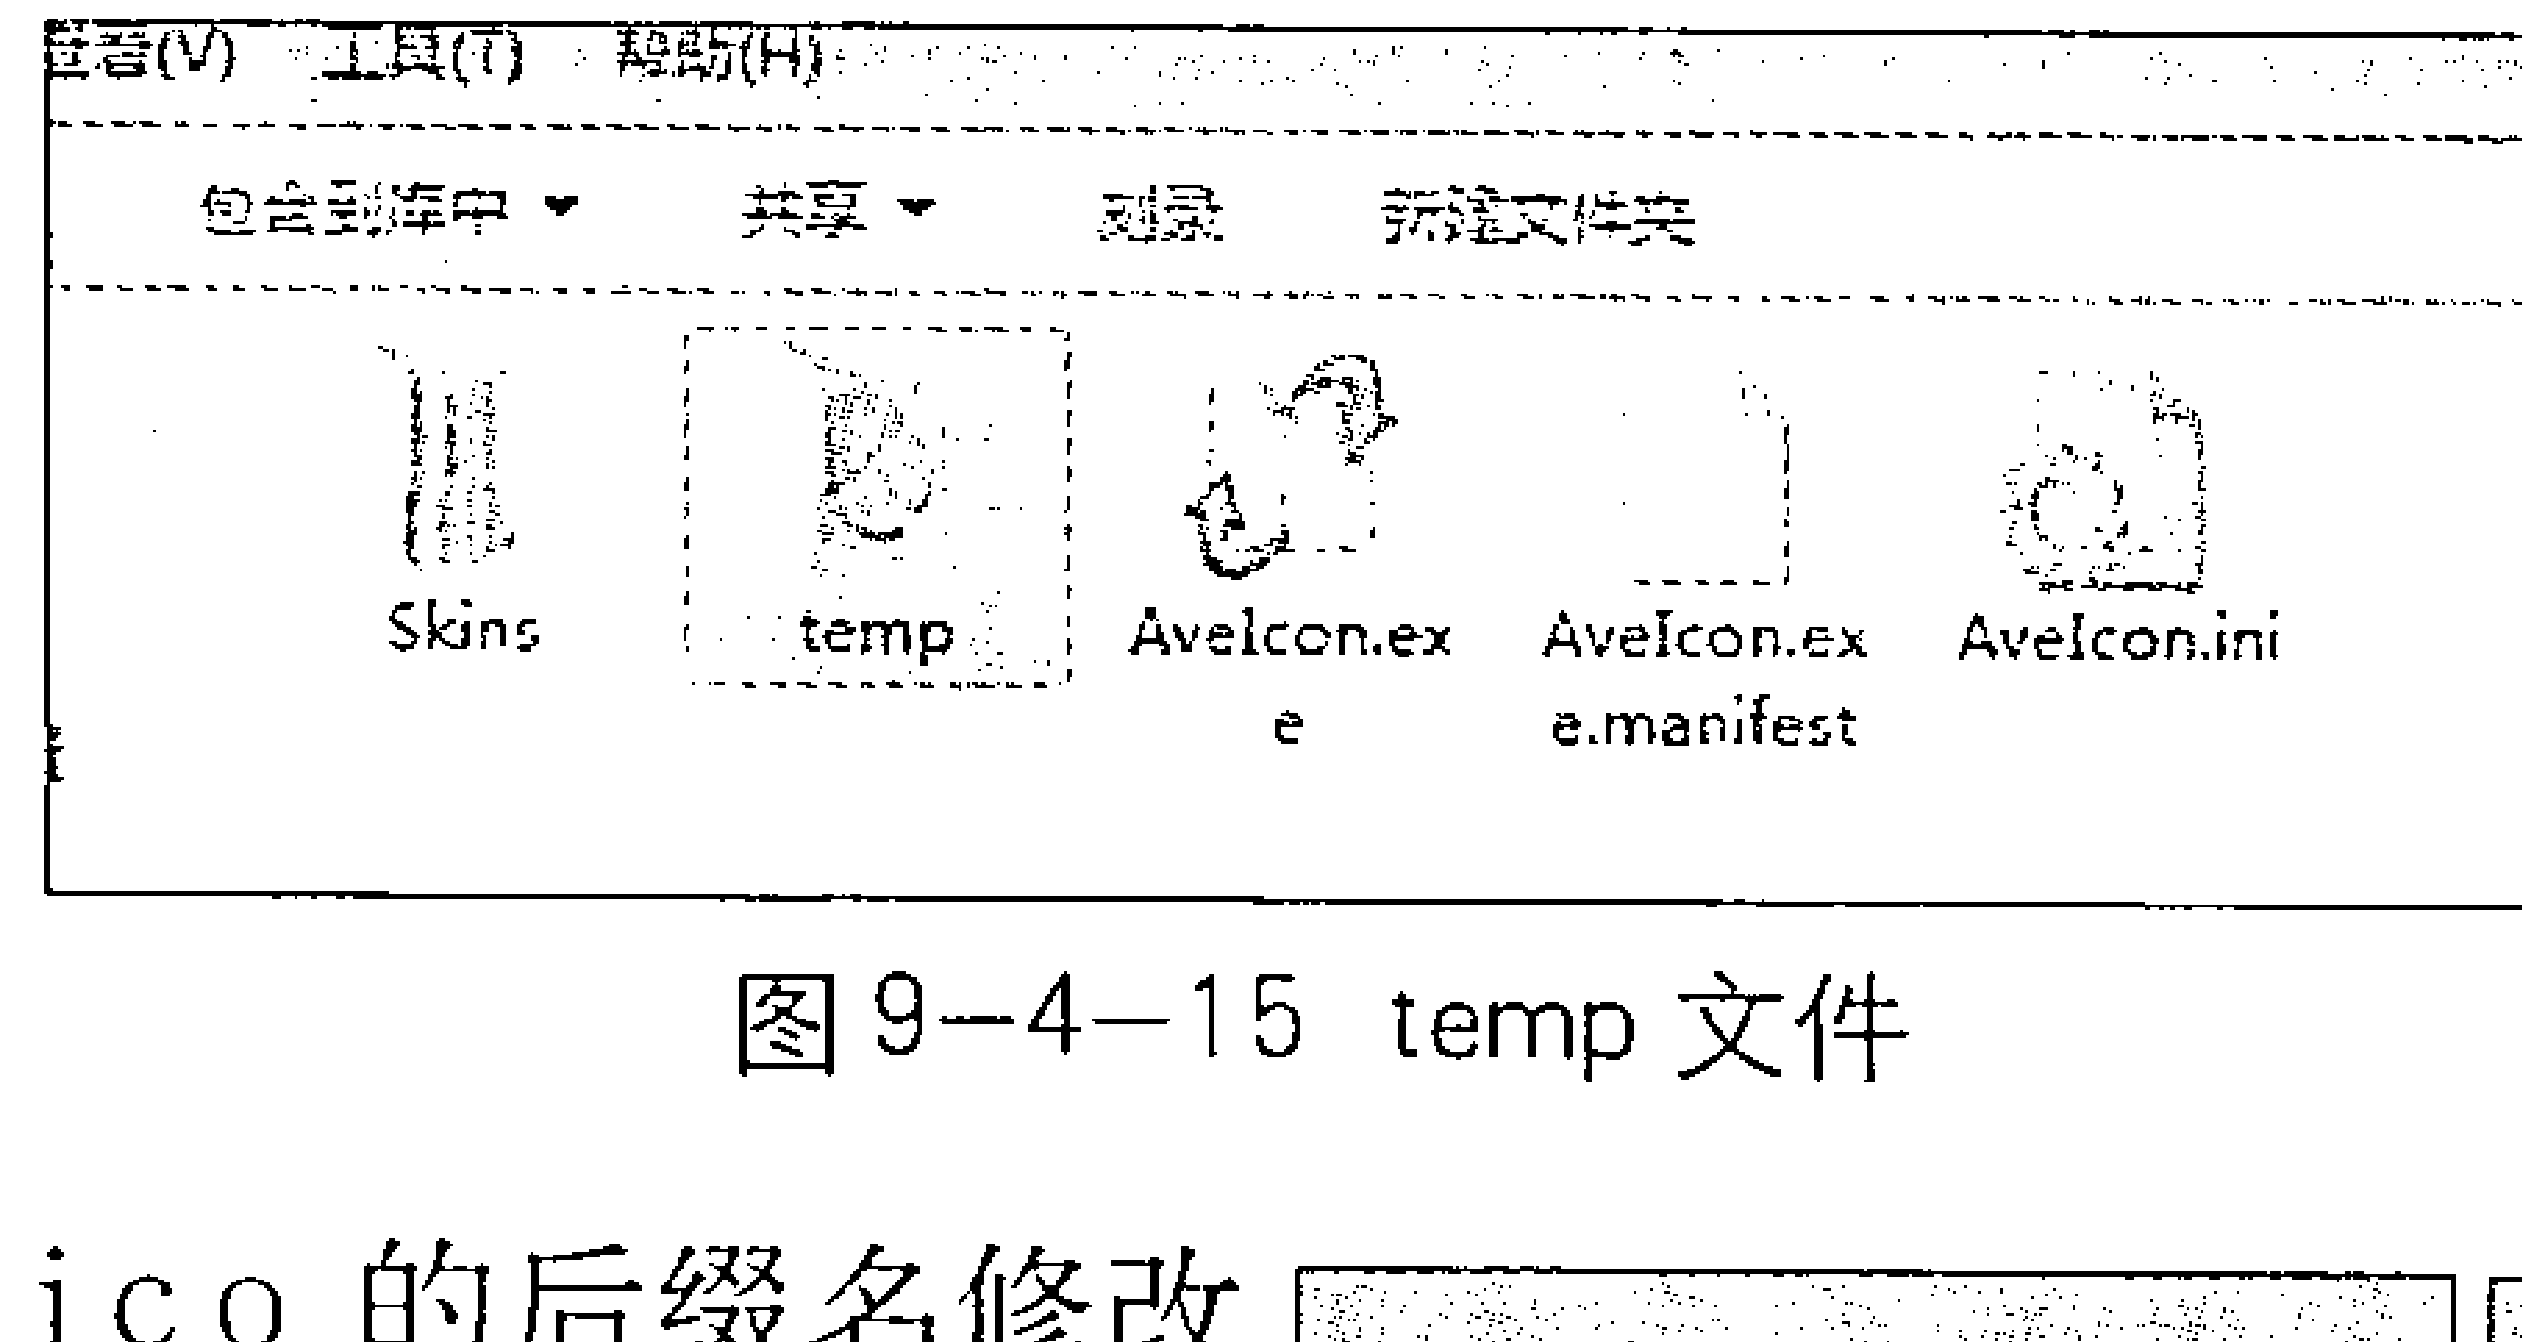 查看(V) 工具(T) 帮助(H)
包含到库中 共享 刻录 新建文件夹
Skins temp AveIcon.ex AveIcon.ex AveIcon.ini
e e.manifest
图 9-4-15 temp 文件
ico 的后缀名修改